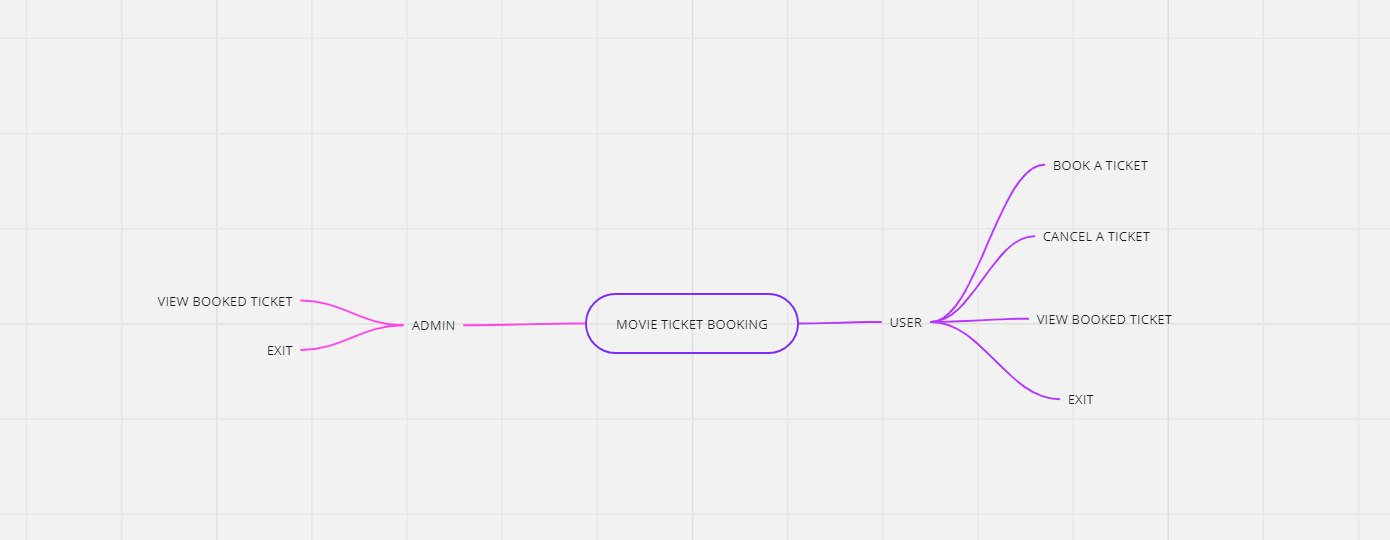 BOOK A TICKET
CANCEL A TICKET
VIEW BOOKED TICKET
EXIT
USER
MOVIE TICKET BOOKING
ADMIN
VIEW BOOKED TICKET
EXIT